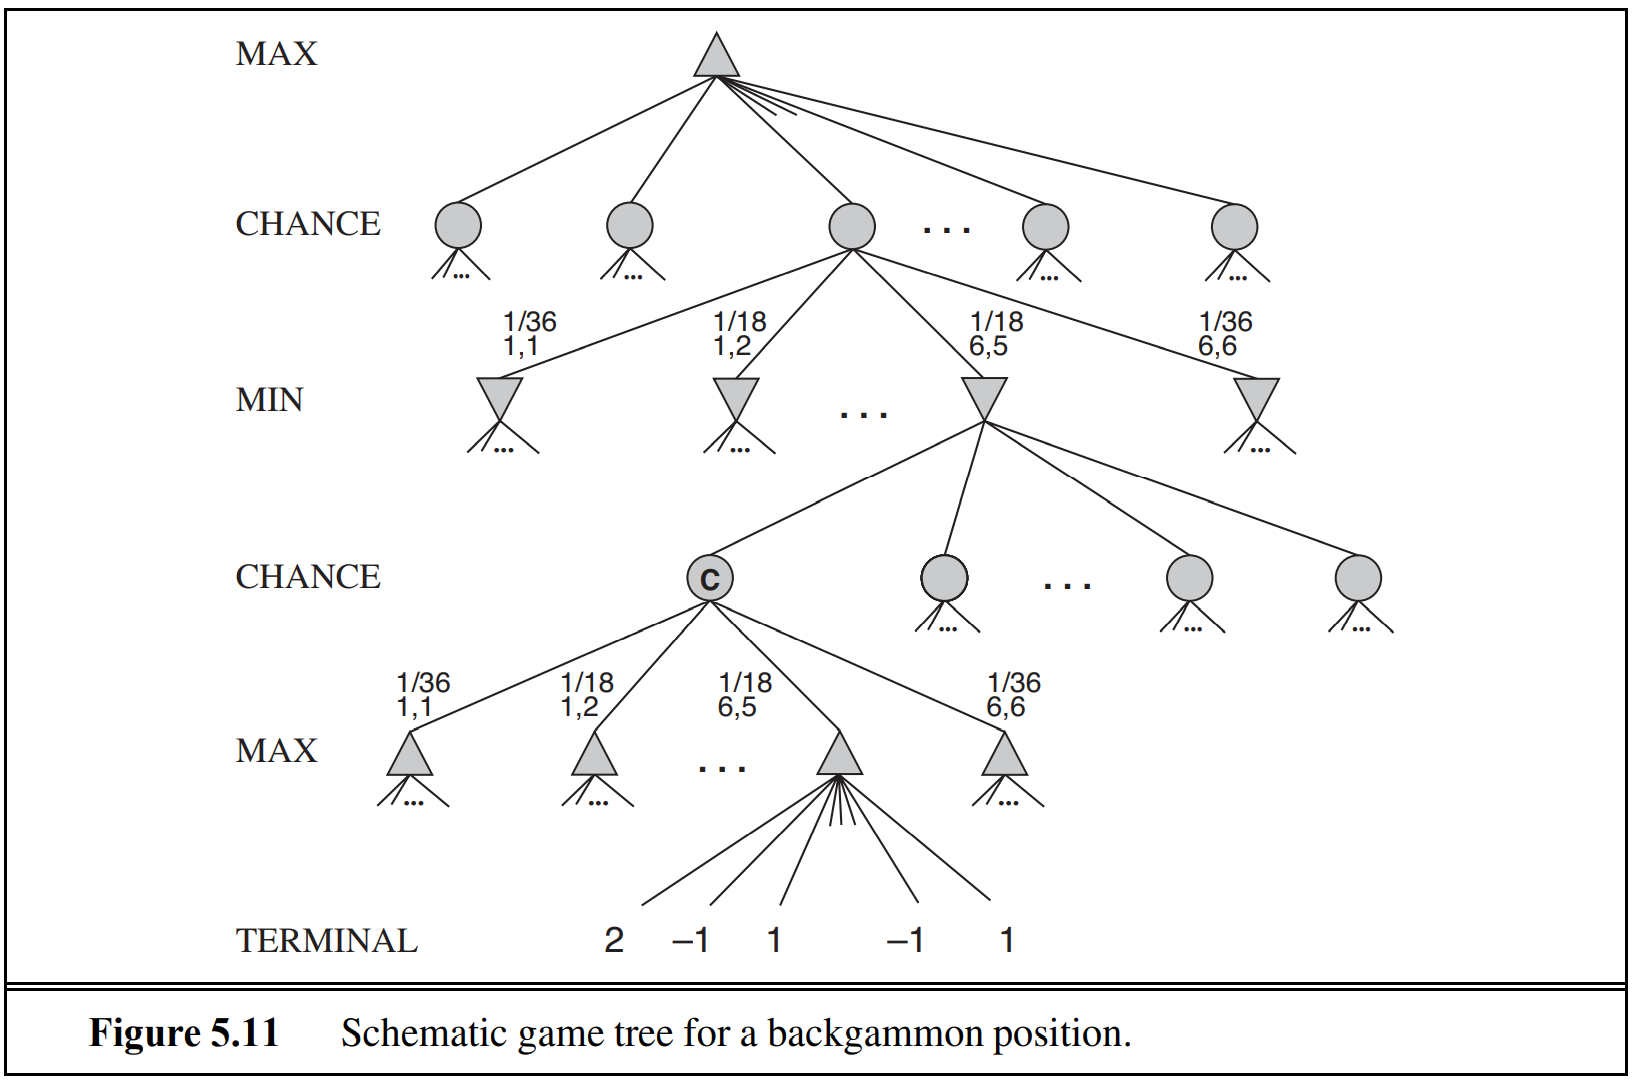 MAX
CHANCE
. . .
... ... ... ...
1/36 1/18 1/18 1/36
1,1 1,2 6,5 6,6
MIN
. . .
... ... ...
CHANCE
C
. . .
... ... ...
1/36 1/18 1/18 1/36
1,1 1,2 6,5 6,6
MAX
. . .
... ... ...
TERMINAL 2 –1 1 –1 1
Figure 5.11 Schematic game tree for a backgammon position.